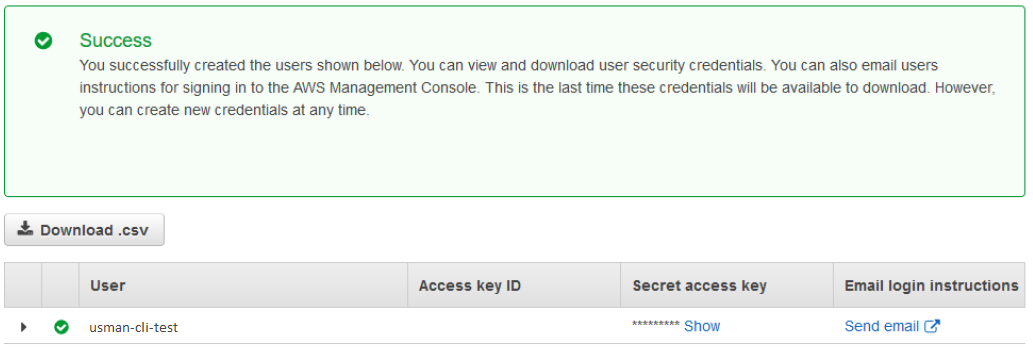 Success
You successfully created the users shown below. You can view and download user security credentials. You can also email users
instructions for signing in to the AWS Management Console. This is the last time these credentials will be available to download. However,
you can create new credentials at any time.
Download .csv
User Access key ID Secret access key Email login instructions
usman-cli-test ********* Show Send email